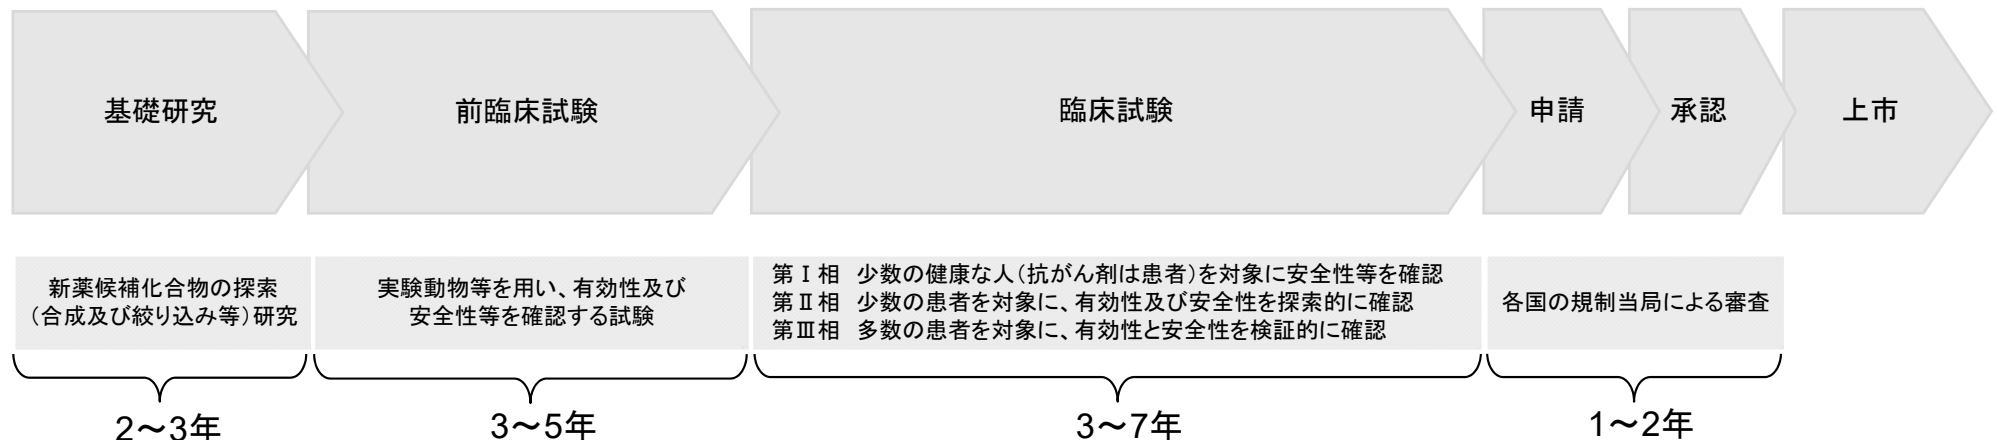 基礎研究
前臨床試験
臨床試験
申請
承認
上市
新薬候補化合物の探索
（合成及び絞り込み等）研究
実験動物等を用い、有効性及び
安全性等を確認する試験
第Ⅰ相　少数の健康な人（抗がん剤は患者）を対象に安全性等を確認
第Ⅱ相　少数の患者を対象に、有効性及び安全性を探索的に確認
第Ⅲ相　多数の患者を対象に、有効性と安全性を検証的に確認
各国の規制当局による審査
2～3年
3～5年
3～7年
1～2年